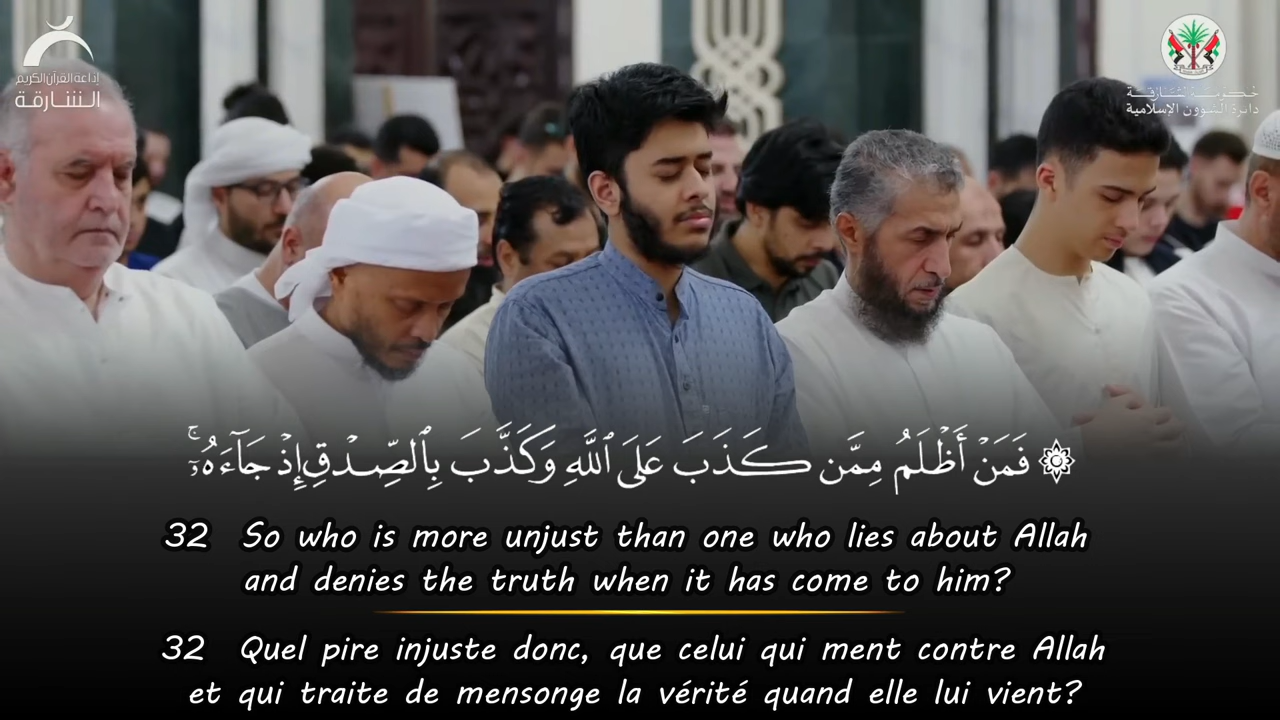 إذاعة القرآن الكريم
الشارقة
حكومة الشارقة
دائرة الشؤون الإسلامية
۞ فَمَنْ أَظْلَمُ مِمَّن كَذَبَ عَلَى ٱللَّهِ وَكَذَّبَ بِٱلصِّدْقِ إِذْ جَآءَهُۥٓ ۚ
32 So who is more unjust than one who lies about Allah
and denies the truth when it has come to him?
32 Quel pire injuste donc, que celui qui ment contre Allah
et qui traite de mensonge la vérité quand elle lui vient?